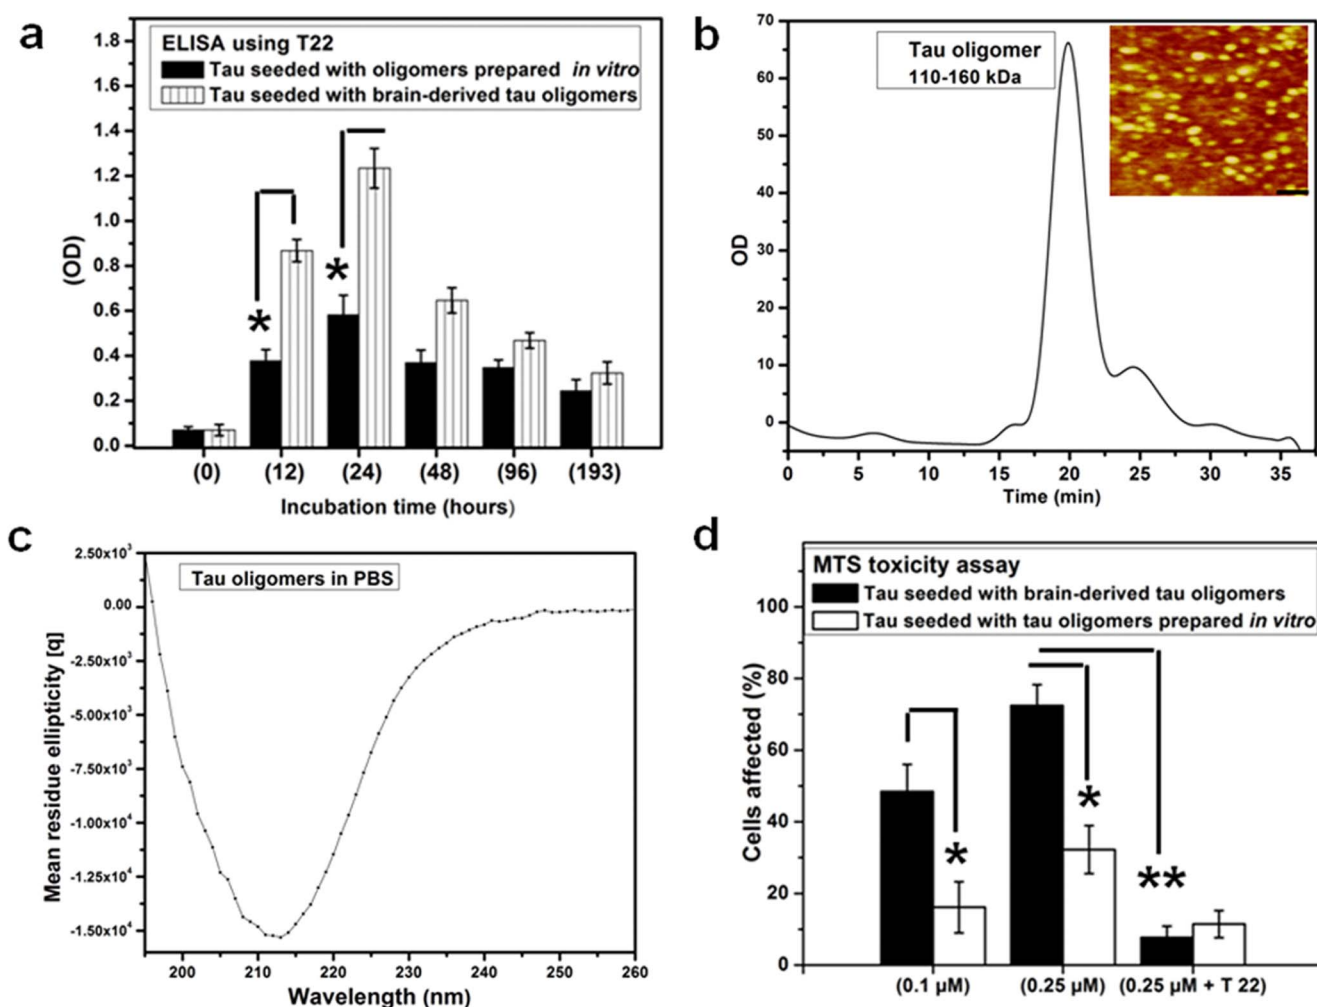 a
ELISA using T22
Tau seeded with oligomers prepared in vitro
Tau seeded with brain-derived tau oligomers
(OD)
1.8
1.6
1.4
1.2
1.0
0.8
0.6
0.4
0.2
0.0
*
*
(0) (12) (24) (48) (96) (193)
Incubation time (hours)
b
Tau oligomer
110-160 kDa
OD
70
60
50
40
30
20
10
0
0 5 10 15 20 25 30 35
Time (min)
c
Tau oligomers in PBS
Mean residue ellipticity [q]
2.50x10³
0.00
-2.50x10³
-5.00x10³
-7.50x10³
-1.00x10⁴
-1.25x10⁴
-1.50x10⁴
200 210 220 230 240 250 260
Wavelength (nm)
d
MTS toxicity assay
Tau seeded with brain-derived tau oligomers
Tau seeded with tau oligomers prepared in vitro
Cells affected (%)
100
80
60
40
20
0
*
*
**
(0.1 µM) (0.25 µM) (0.25 µM + T 22)